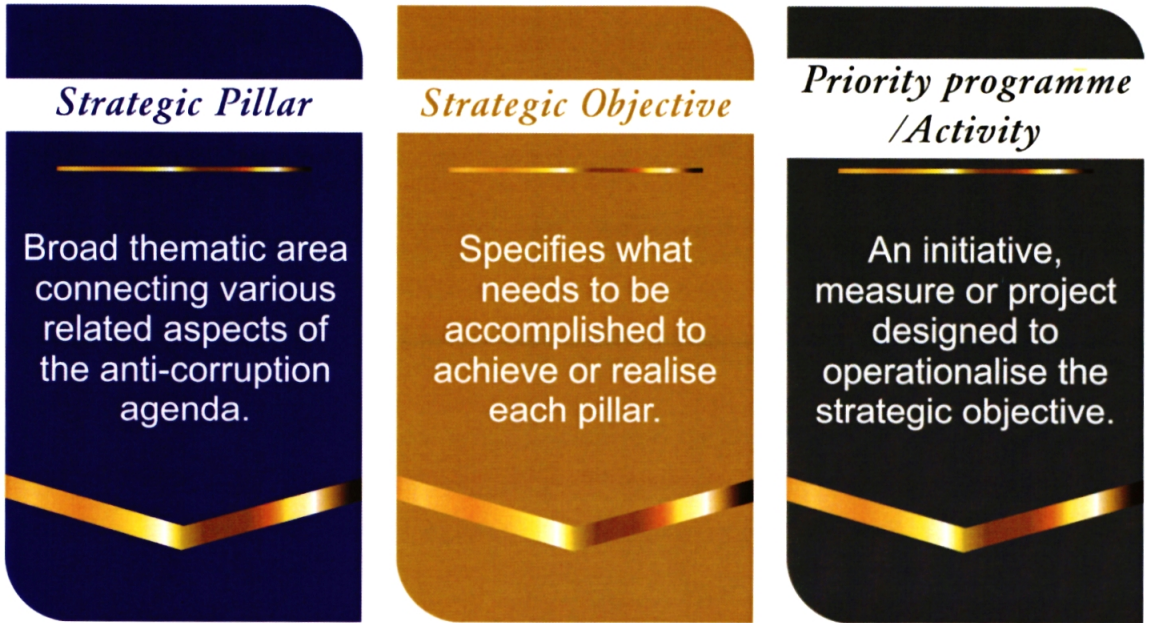 Strategic Pillar
Broad thematic area
connecting various
related aspects of
the anti-corruption
agenda.
Strategic Objective
Specifies what
needs to be
accomplished to
achieve or realise
each pillar.
Priority programme
/Activity
An initiative,
measure or project
designed to
operationalise the
strategic objective.